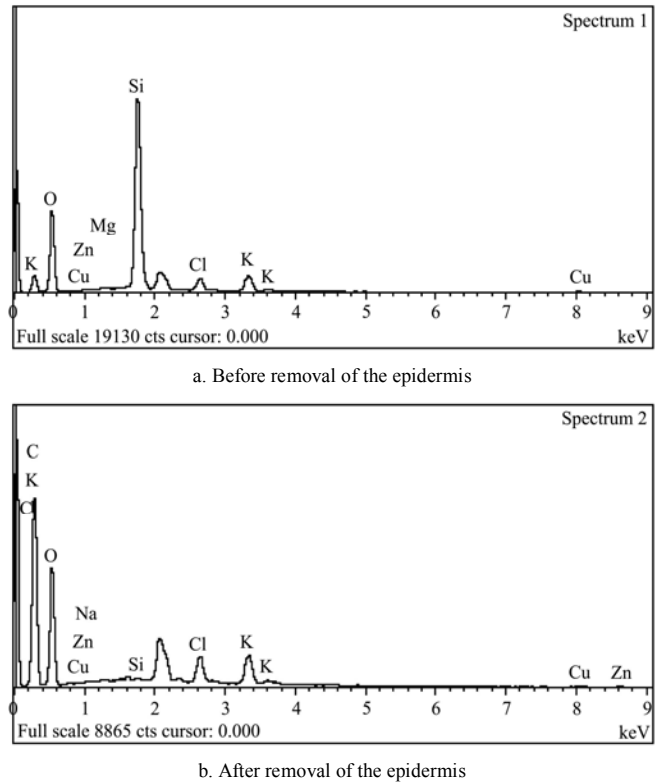 Spectrum 1
Si
O
Mg
Zn
K Cu Cl K K Cu
0 1 2 3 4 5 6 7 8 9
Full scale 19130 cts cursor: 0.000 keV
a. Before removal of the epidermis
Spectrum 2
C
K
Cl
O
Na
Zn
Cu Si Cl K K Cu Zn
0 1 2 3 4 5 6 7 8 9
Full scale 8865 cts cursor: 0.000 keV
b. After removal of the epidermis